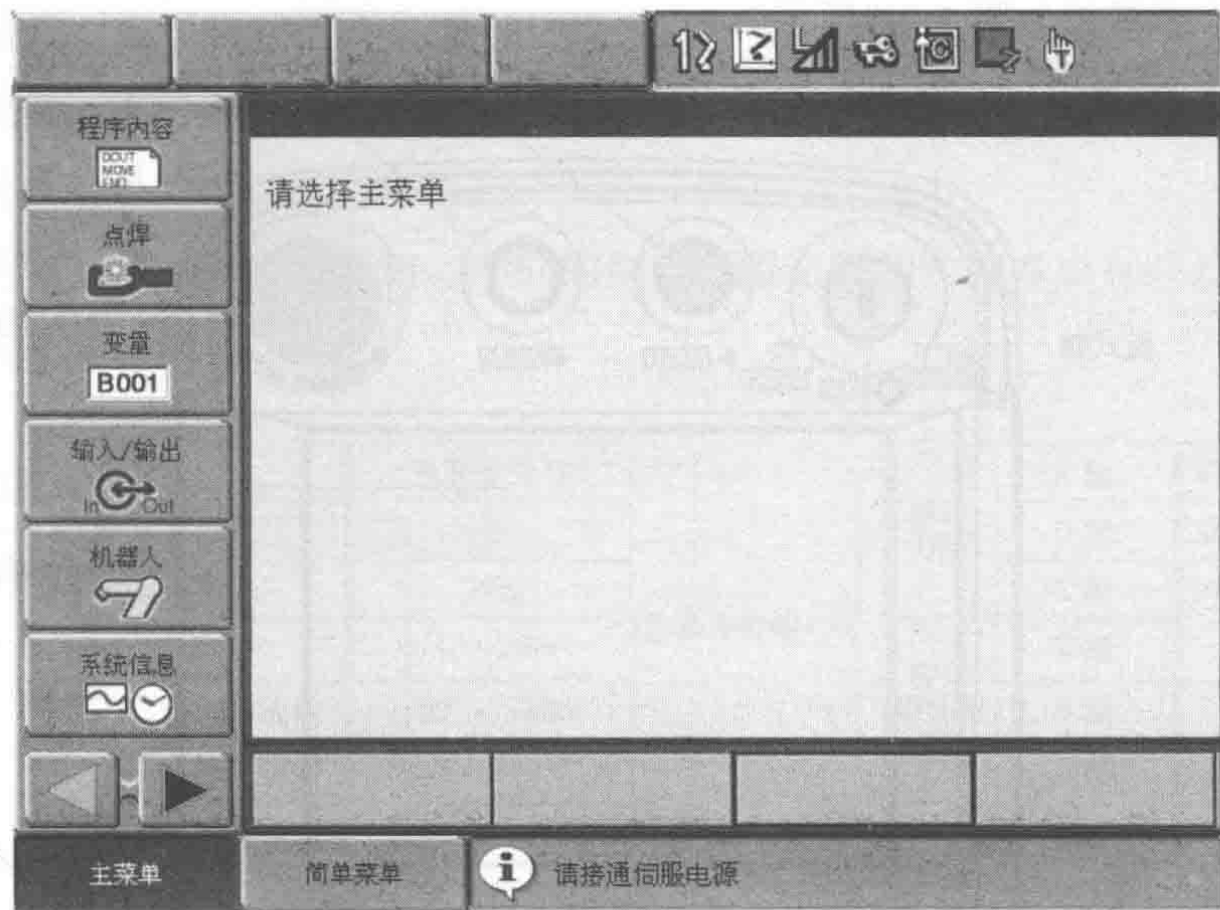 程序内容
DOUT
MOVE
END
请选择主菜单
点焊
变量
B001
输入/输出
In Out
机器人
系统信息
主菜单
简单菜单
请接通伺服电源